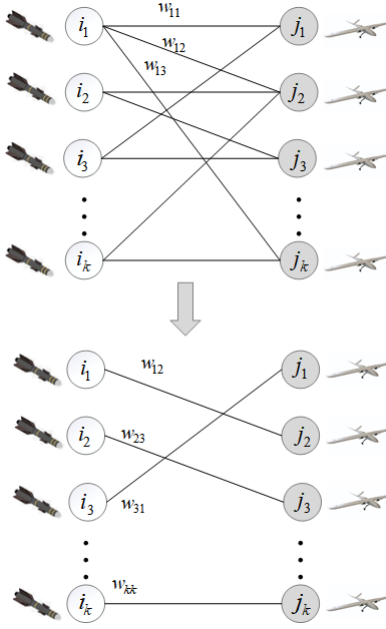 i₁ w₁₁ j₁
w₁₂
i₂ w₁₃ j₂
i₃ j₃
iₖ jₖ
i₁ w₁₂ j₁
i₂ w₂₃ j₂
i₃ w₃₁ j₃
wₖₖ
iₖ jₖ